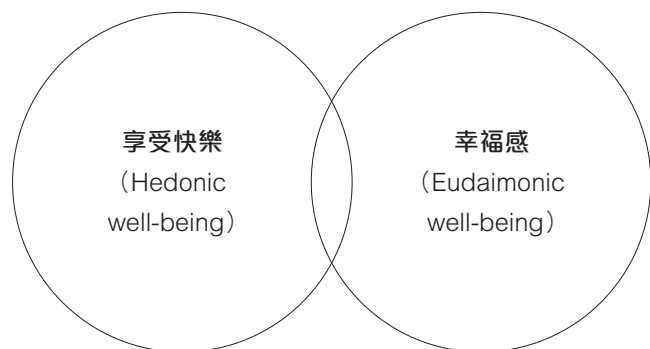 享受快樂
（Hedonic
well-being）
幸福感
（Eudaimonic
well-being）